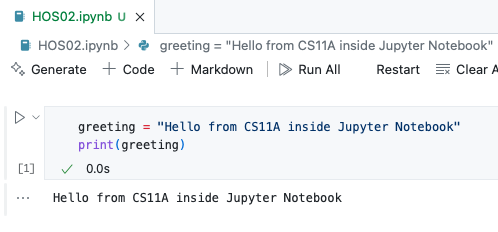 HOS02.ipynb U ×
HOS02.ipynb > greeting = "Hello from CS11A inside Jupyter Notebook"
Generate + Code + Markdown Run All Restart Clear A
greeting = "Hello from CS11A inside Jupyter Notebook"
print(greeting)
[1] ✓ 0.0s
... Hello from CS11A inside Jupyter Notebook